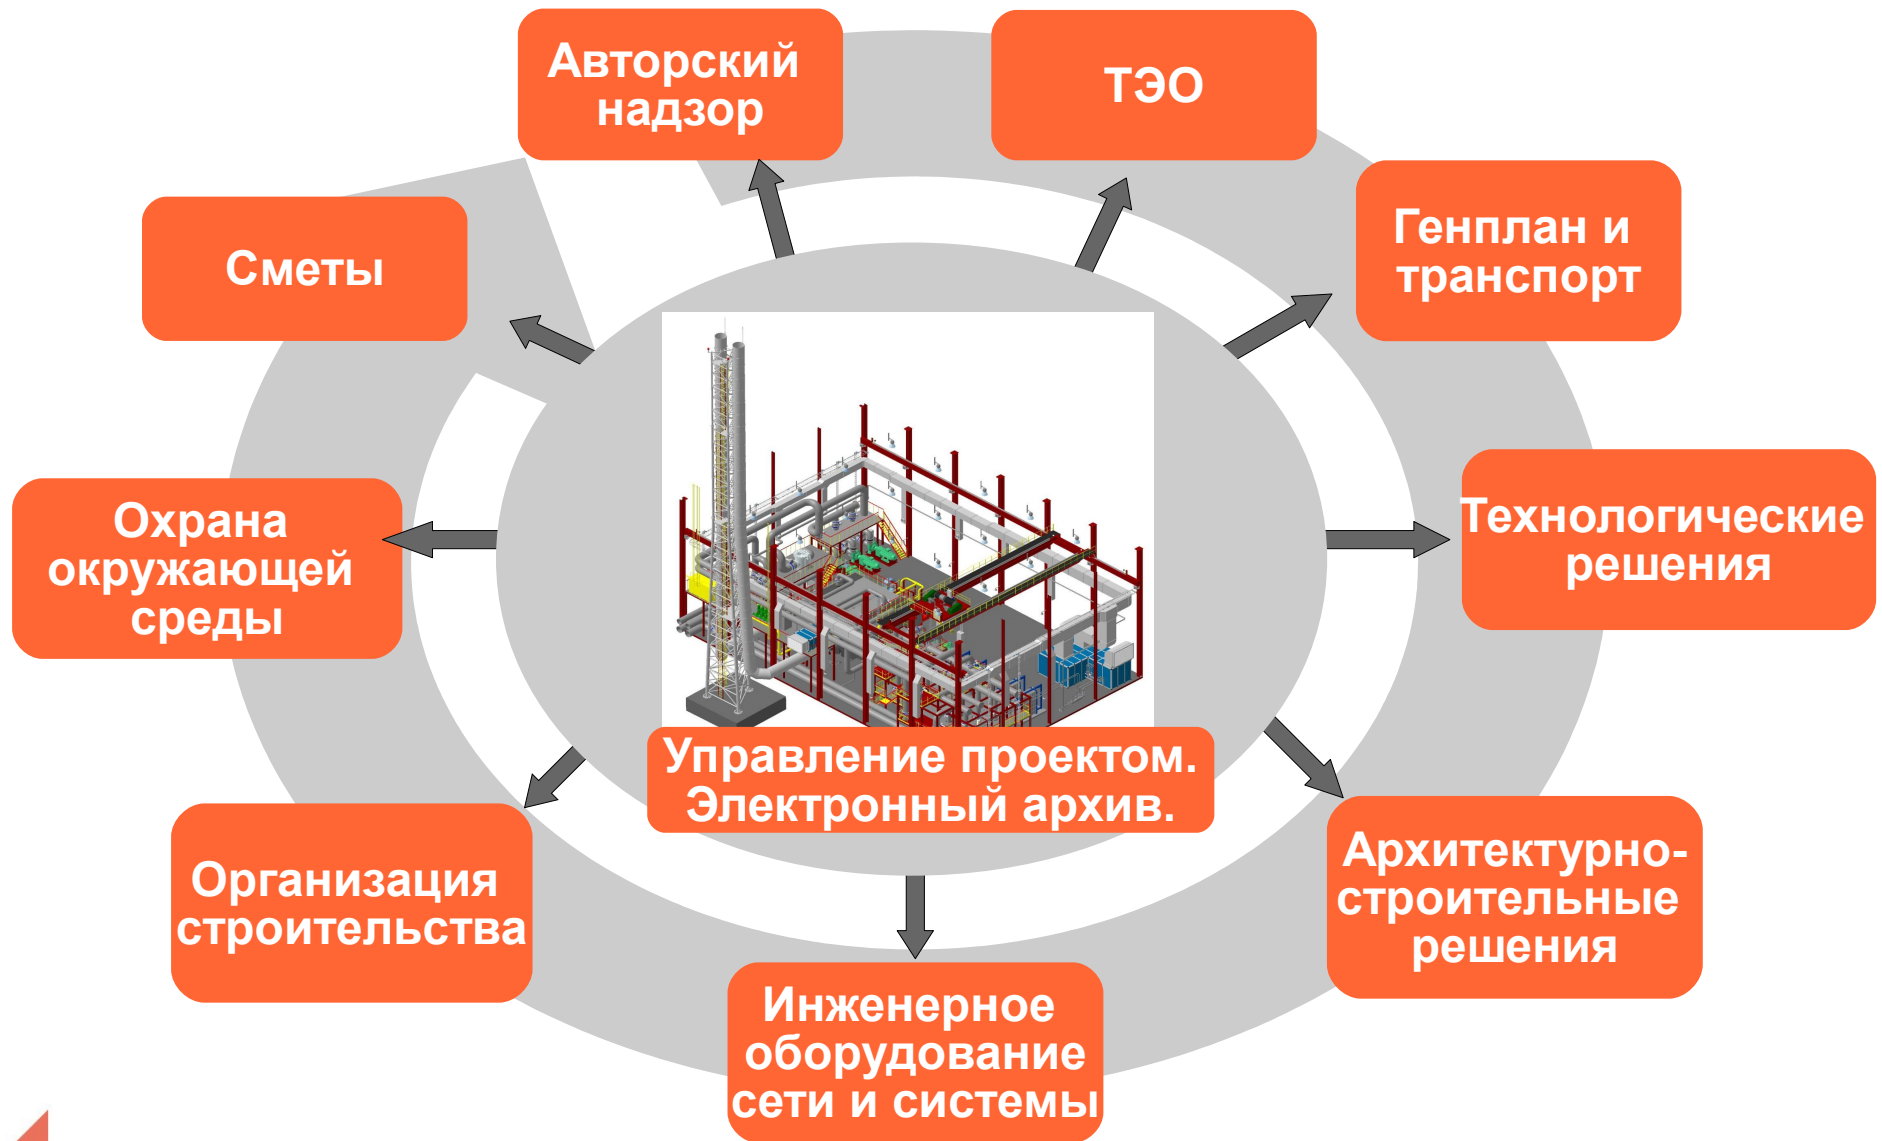 Авторский
надзор
ТЭО
Генплан и
транспорт
Сметы
Технологические
решения
Охрана
окружающей
среды
Управление проектом.
Электронный архив.
Архитектурно-
строительные
решения
Организация
строительства
Инженерное
оборудование
сети и системы